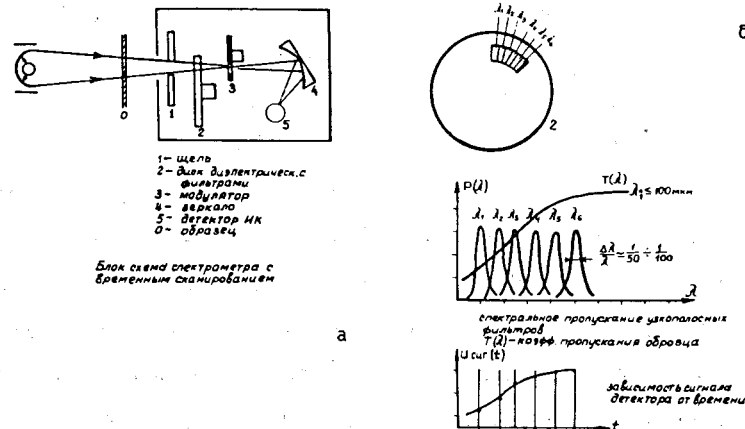 0
1
2
3
4
5
1 - щель
2 - диск диэлектрическ. с
фильтрами
3 - модулятор
4 - зеркало
5 - детектор ИК
0 - образец
Блок схема спектрометра с
временным сканированием
а
б
λ₁ λ₂ λ₃ λ₄ λ₅ λ₆
2
P(λ)
T(λ)
λᵢ ≤ 100 мкм
λ₁ λ₂ λ₃ λ₄ λ₅ λ₆
Δλ/λ = 1/50 ÷ 1/100
λ
спектральное пропускание узкополосных
фильтров
T(λ) - коэфф. пропускания образца
U сиг (t)
зависимость сигнала
детектора от времени
t